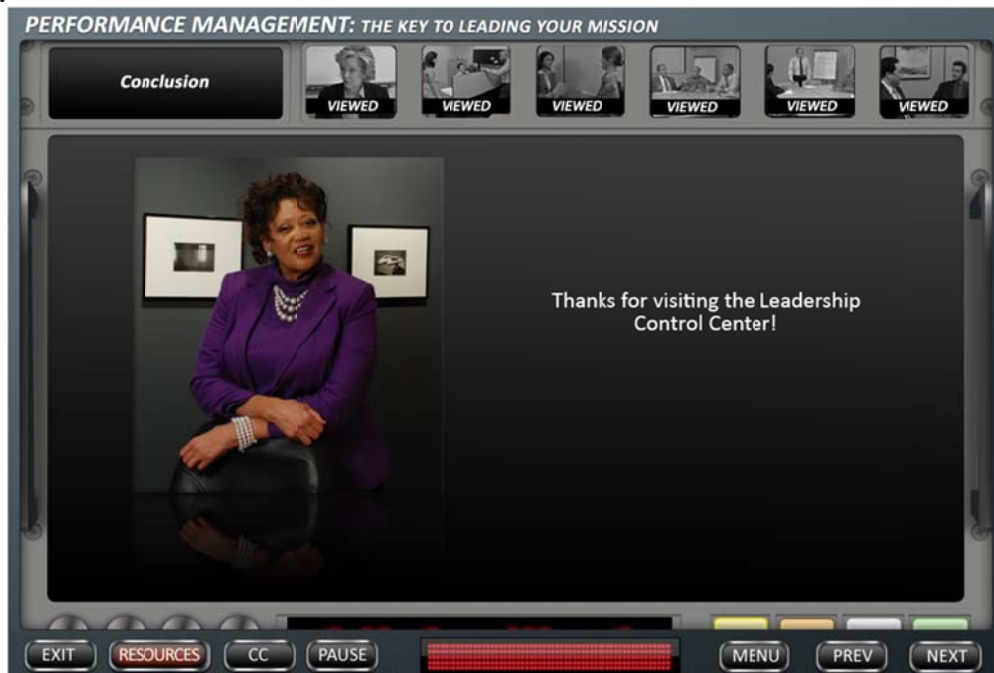 PERFORMANCE MANAGEMENT: THE KEY TO LEADING YOUR MISSION
Conclusion
VIEWED
VIEWED
VIEWED
VIEWED
VIEWED
VIEWED
Thanks for visiting the Leadership
Control Center!
EXIT
RESOURCES
CC
PAUSE
MENU
PREV
NEXT